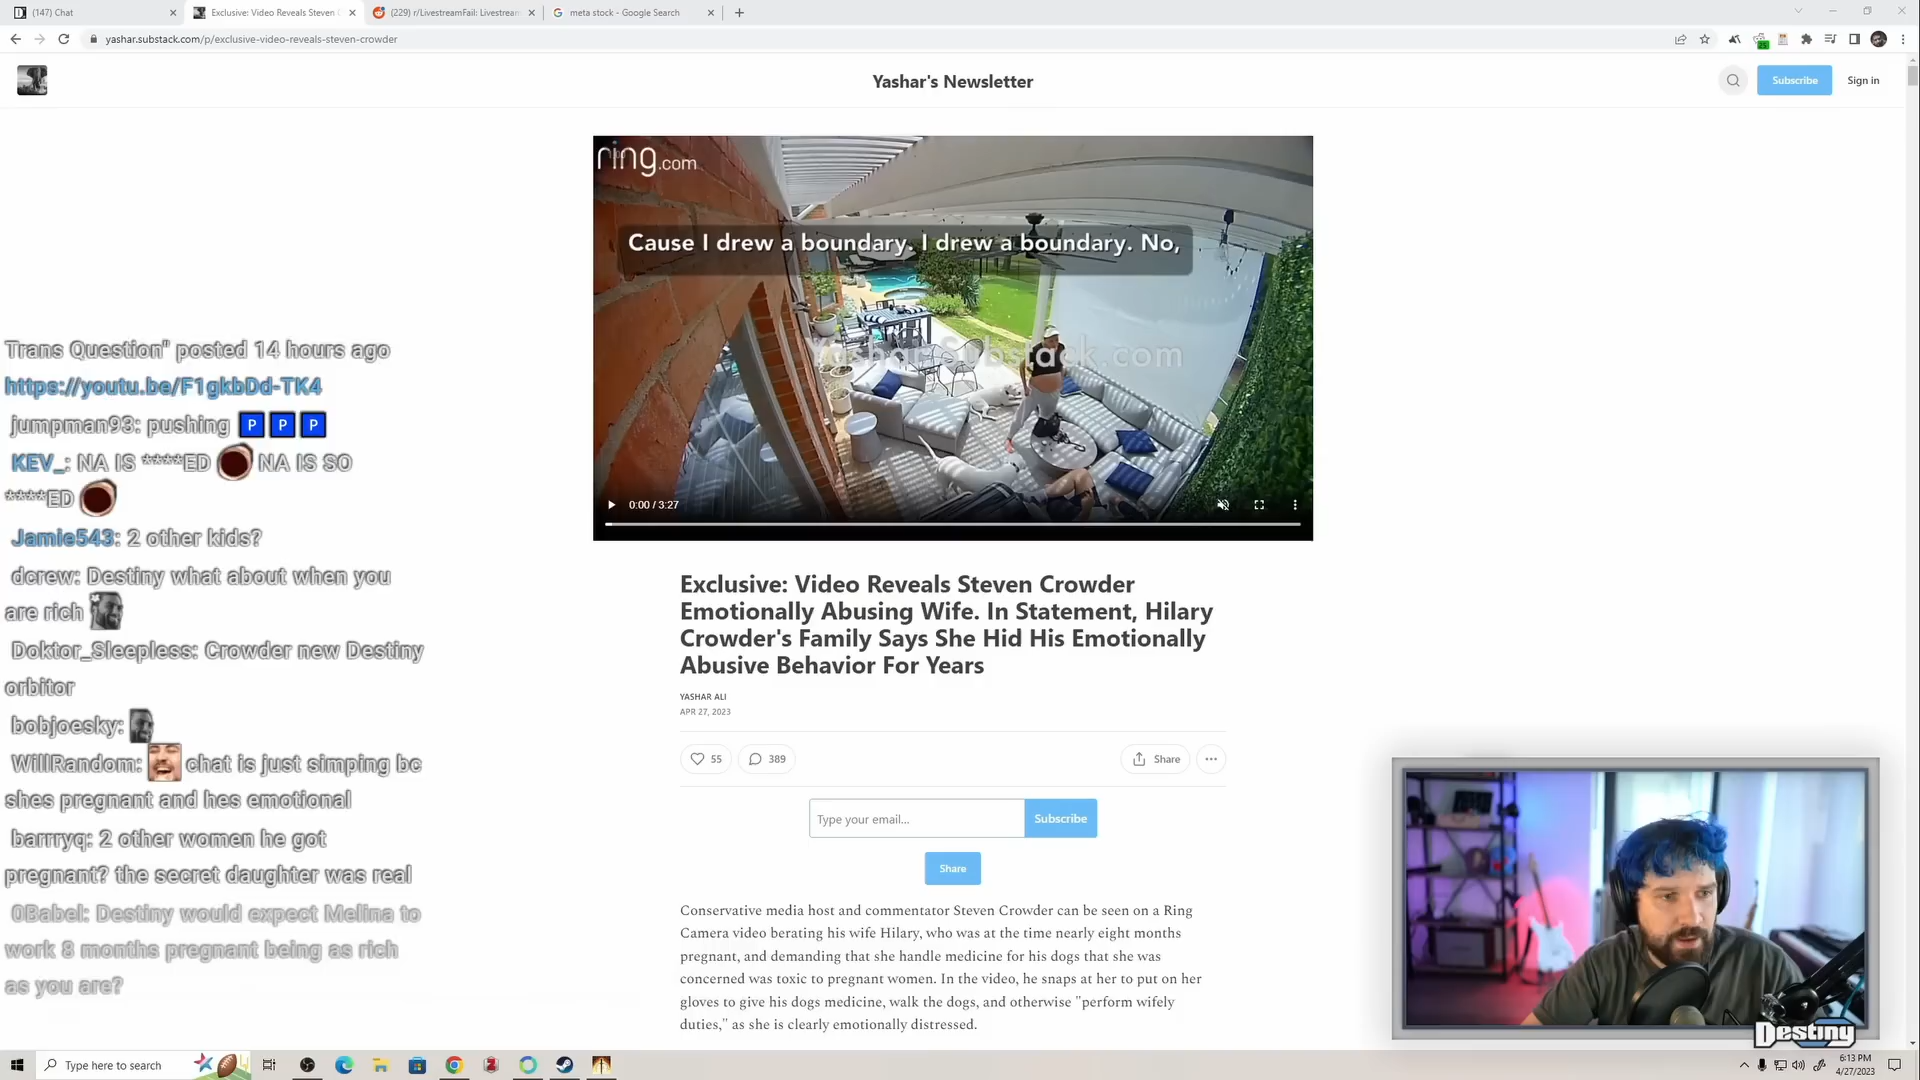 (147) Chat
Exclusive: Video Reveals Steven C
(229) r/LivestreamFail: Livestream
meta stock - Google Search
yashar.substack.com/p/exclusive-video-reveals-steven-crowder
25
Yashar's Newsletter
Subscribe
Sign in
ring.com
Cause I drew a boundary. I drew a boundary. No,
Yashar.Substack.com
0:00 / 3:27
Trans Question" posted 14 hours ago
https://youtu.be/F1gkbDd-TK4
jumpman93: pushing P P P
KEV_: NA IS ****ED NA IS SO
****ED
Jamie543: 2 other kids?
dcrew: Destiny what about when you
are rich
Doktor_Sleepless: Crowder new Destiny
orbitor
bobjoesky:
WillRandom: chat is just simping bc
shes pregnant and hes emotional
barrryq: 2 other women he got
pregnant? the secret daughter was real
0Babel: Destiny would expect Melina to
work 8 months pregnant being as rich
as you are?
Exclusive: Video Reveals Steven Crowder
Emotionally Abusing Wife. In Statement, Hilary
Crowder's Family Says She Hid His Emotionally
Abusive Behavior For Years
YASHAR ALI
APR 27, 2023
55
389
Share
Type your email...
Subscribe
Share
Conservative media host and commentator Steven Crowder can be seen on a Ring
Camera video berating his wife Hilary, who was at the time nearly eight months
pregnant, and demanding that she handle medicine for his dogs that she was
concerned was toxic to pregnant women. In the video, he snaps at her to put on her
gloves to give his dogs medicine, walk the dogs, and otherwise "perform wifely
duties," as she is clearly emotionally distressed.
Destiny
Type here to search
6:13 PM
4/27/2023